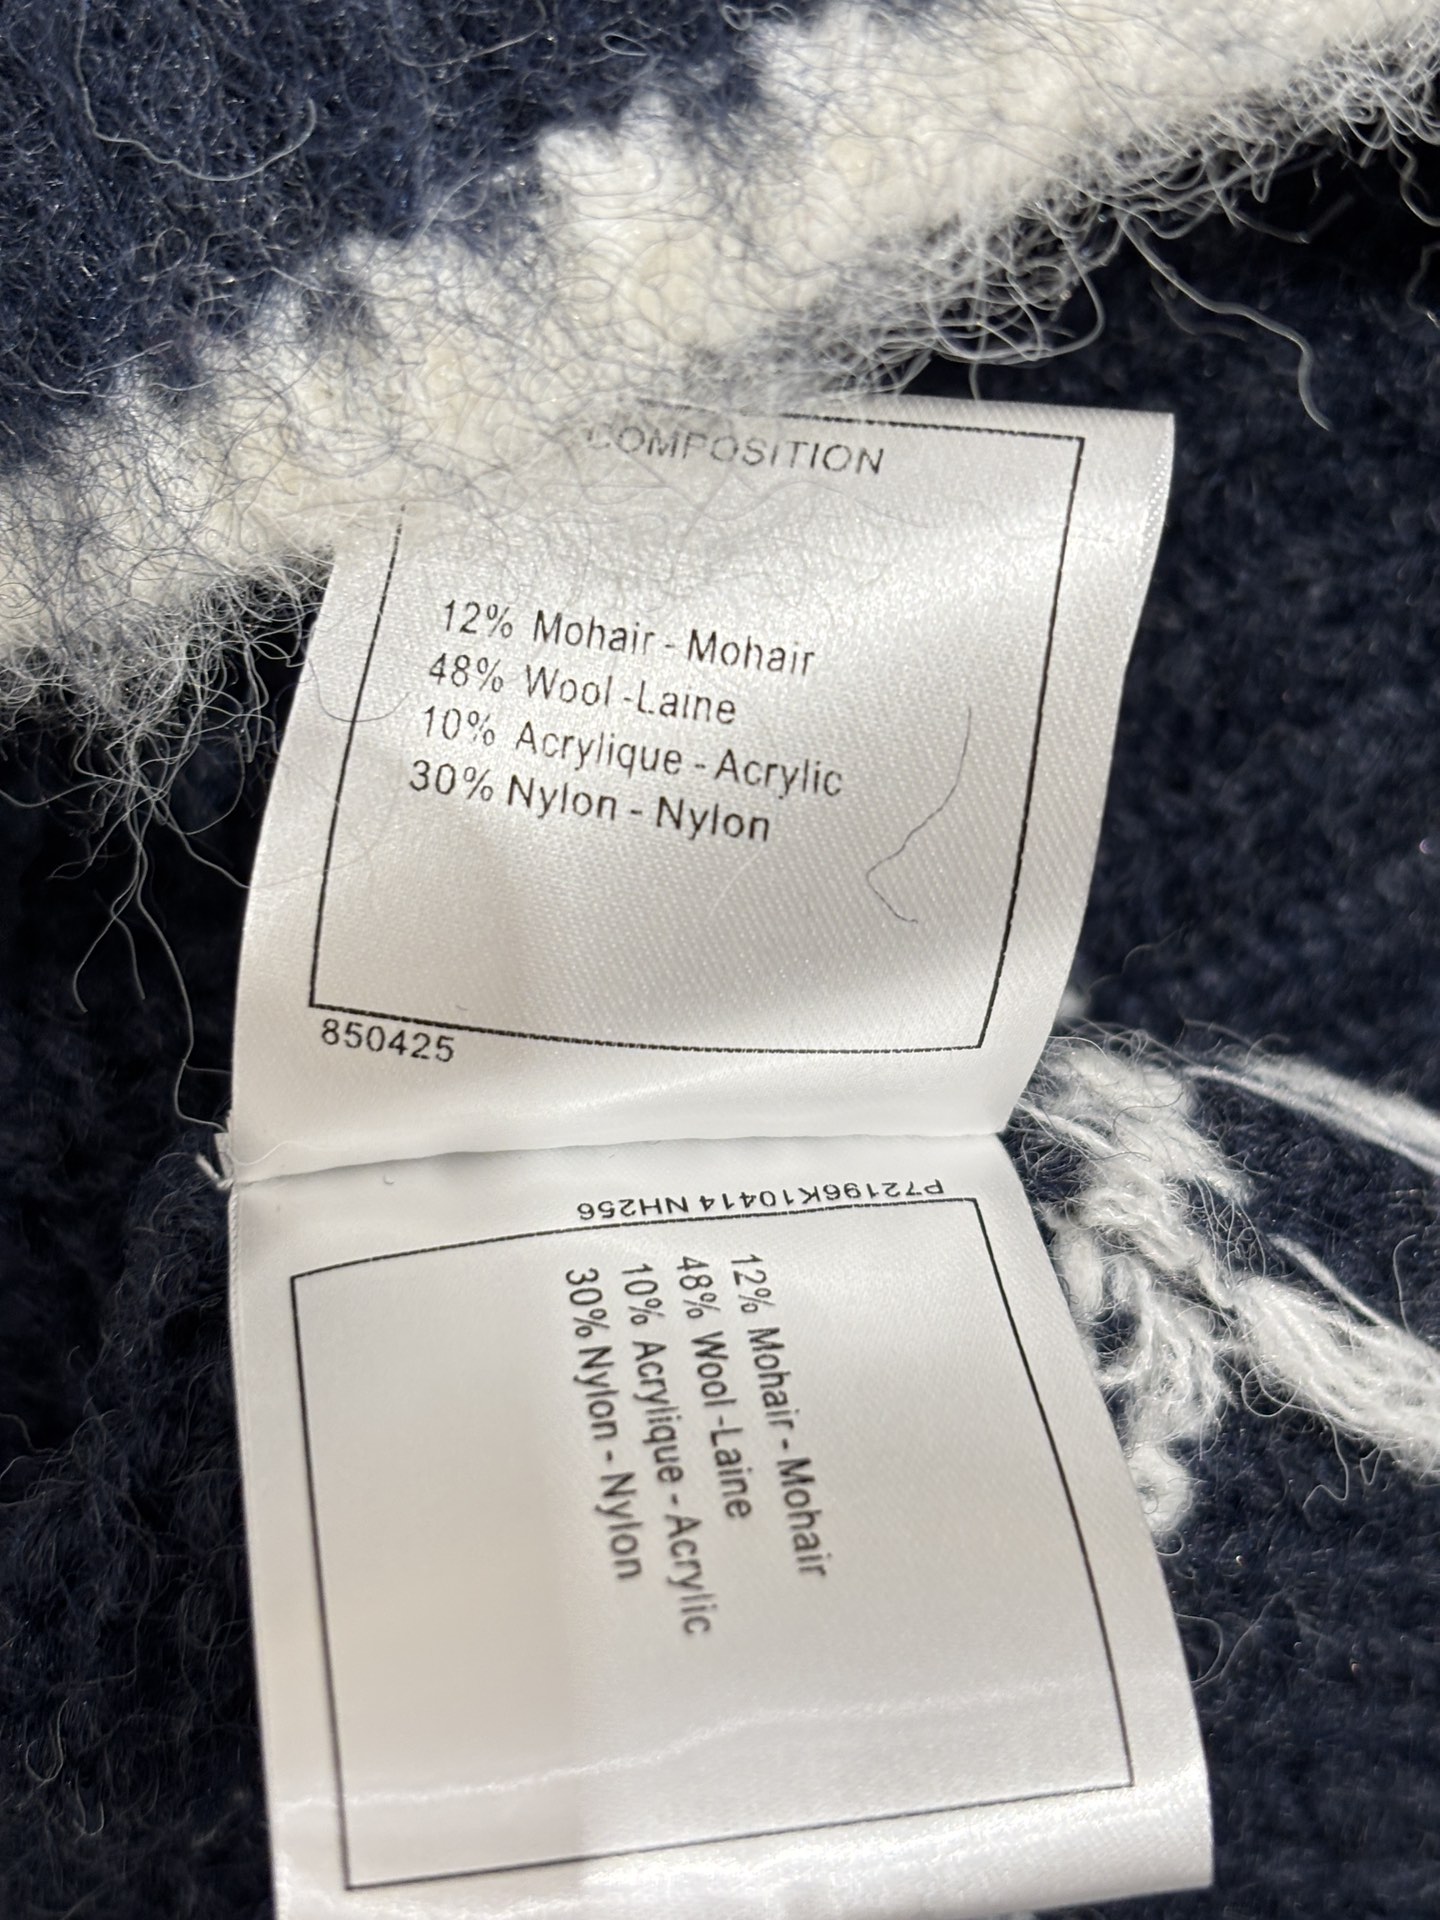 COMPOSITION
12% Mohair - Mohair
48% Wool -Laine
10% Acrylique - Acrylic
30% Nylon - Nylon
850425
P72196K10414 NH256
12% Mohair - Mohair
48% Wool -Laine
10% Acrylique - Acrylic
30% Nylon - Nylon